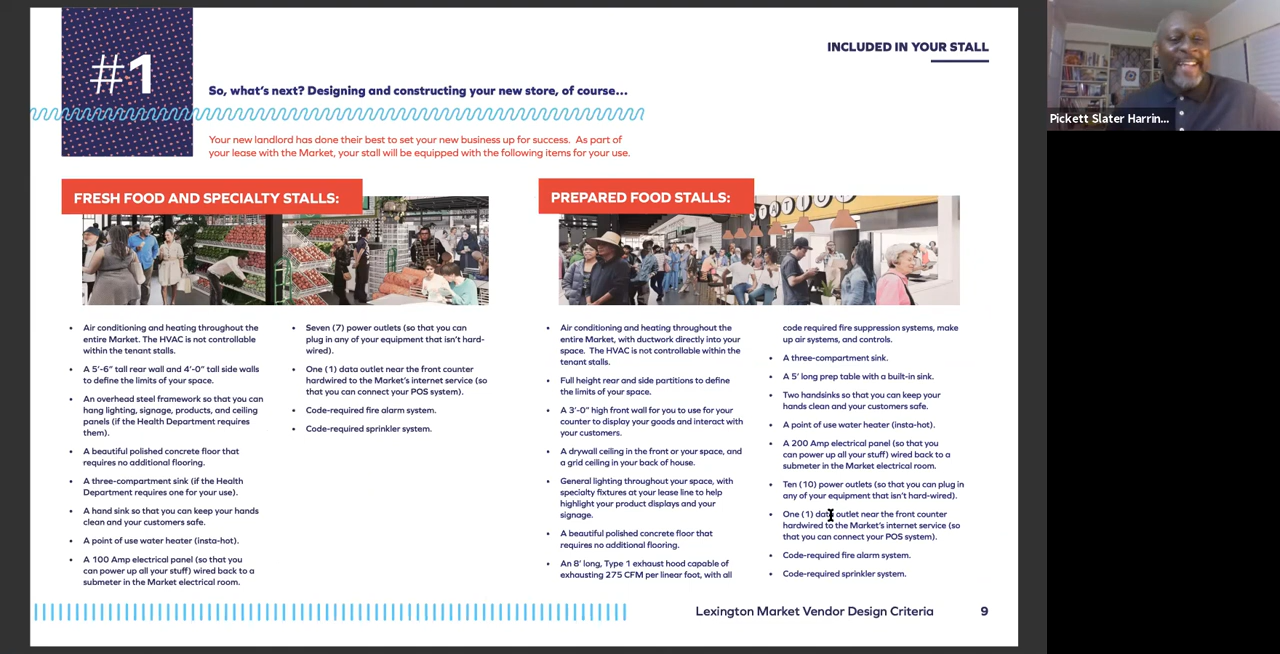 #1
INCLUDED IN YOUR STALL
So, what's next? Designing and constructing your new store, of course...
Your new landlord has done their best to set your new business up for success. As part of
your lease with the Market, your stall will be equipped with the following items for your use.
FRESH FOOD AND SPECIALTY STALLS:
• Air conditioning and heating throughout the
entire Market. The HVAC is not controllable
within the tenant stalls.
• A 5'-6" tall rear wall and 4'-0" tall side walls
to define the limits of your space.
• An overhead steel framework so that you can
hang lighting, signage, products, and ceiling
panels (if the Health Department requires
them).
• A beautiful polished concrete floor that
requires no additional flooring.
• A three-compartment sink (if the Health
Department requires one for your use).
• A hand sink so that you can keep your hands
clean and your customers safe.
• A point of use water heater (insta-hot).
• A 100 Amp electrical panel (so that you
can power up all your stuff) wired back to a
submeter in the Market electrical room.
• Seven (7) power outlets (so that you can
plug in any of your equipment that isn't hard-
wired).
• One (1) data outlet near the front counter
hardwired to the Market's internet service (so
that you can connect your POS system).
• Code-required fire alarm system.
• Code-required sprinkler system.
PREPARED FOOD STALLS:
• Air conditioning and heating throughout the
entire Market, with ductwork directly into your
space. The HVAC is not controllable within the
tenant stalls.
• Full height rear and side partitions to define
the limits of your space.
• A 3'-0" high front wall for you to use for your
counter to display your goods and interact with
your customers.
• A drywall ceiling in the front or your space, and
a grid ceiling in your back of house.
• General lighting throughout your space, with
specialty fixtures at your lease line to help
highlight your product displays and your
signage.
• A beautiful polished concrete floor that
requires no additional flooring.
• An 8' long, Type 1 exhaust hood capable of
exhausting 275 CFM per linear foot, with all
code required fire suppression systems, make
up air systems, and controls.
• A three-compartment sink.
• A 5' long prep table with a built-in sink.
• Two handsinks so that you can keep your
hands clean and your customers safe.
• A point of use water heater (insta-hot).
• A 200 Amp electrical panel (so that you
can power up all your stuff) wired back to a
submeter in the Market electrical room.
• Ten (10) power outlets (so that you can plug in
any of your equipment that isn't hard-wired).
• One (1) data outlet near the front counter
hardwired to the Market's internet service (so
that you can connect your POS system).
• Code-required fire alarm system.
• Code-required sprinkler system.
Lexington Market Vendor Design Criteria 9
Pickett Slater Harrin...